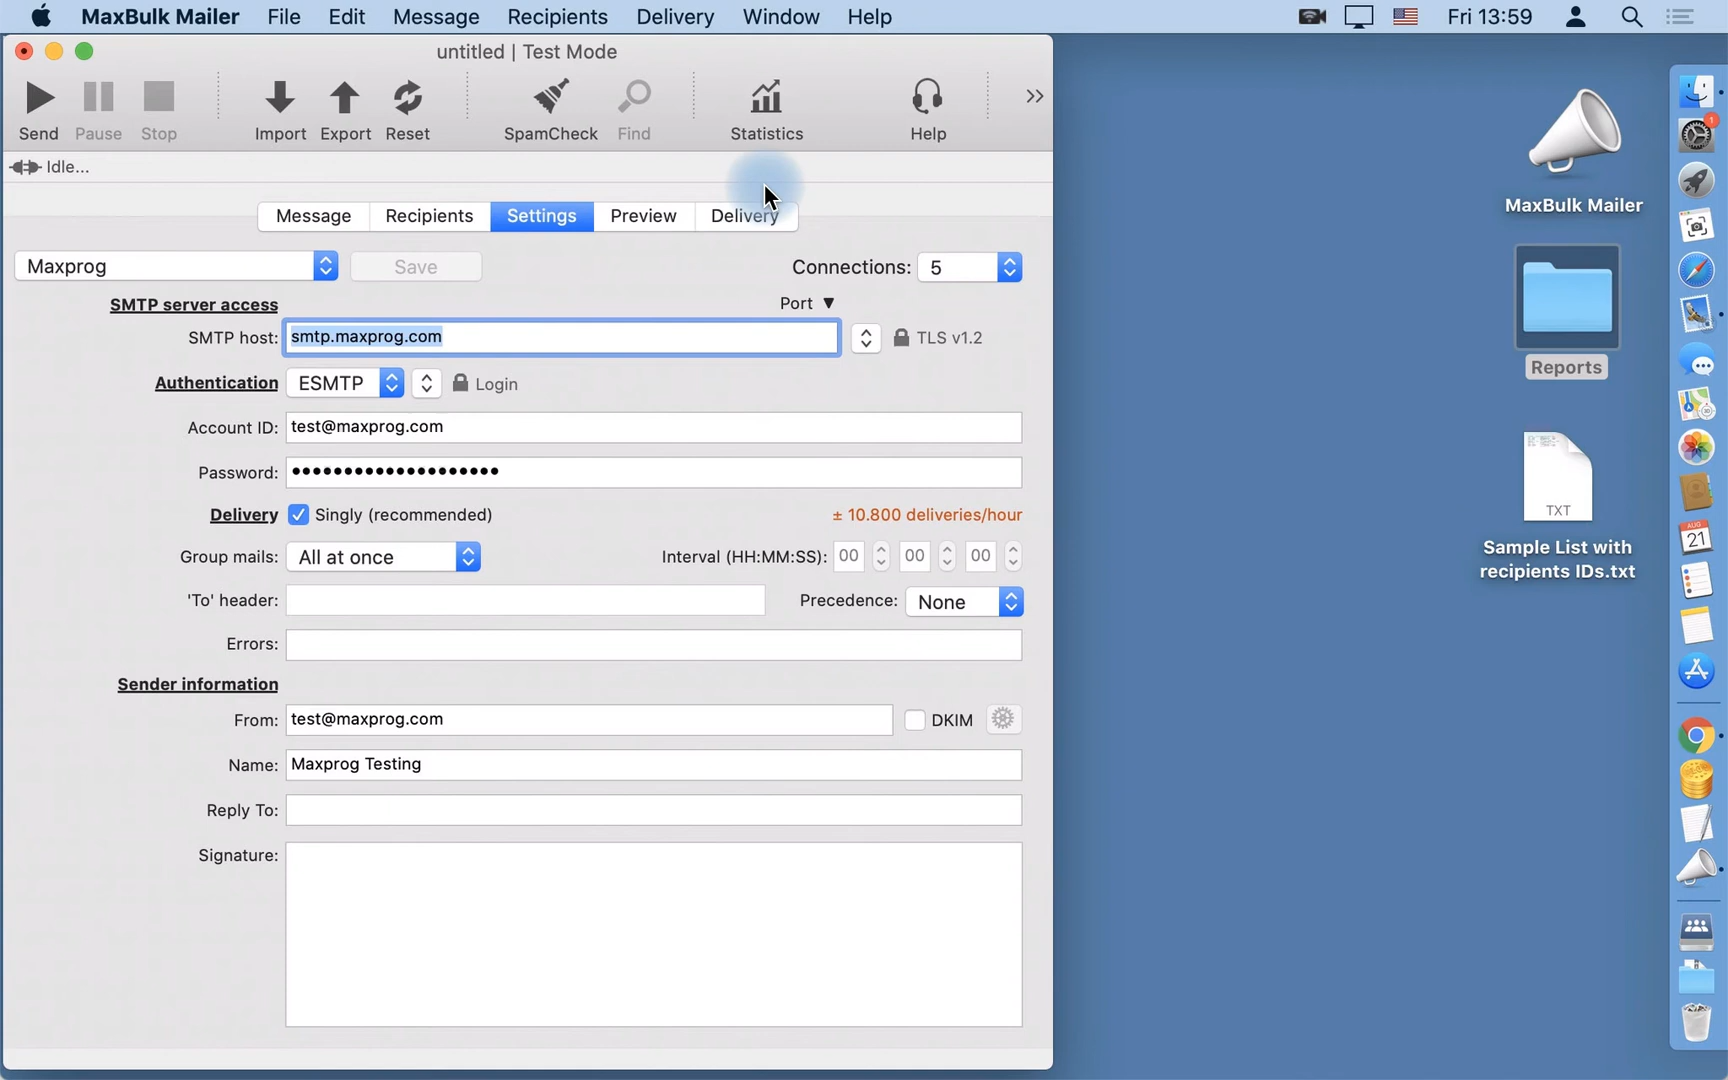 MaxBulk Mailer File Edit Message Recipients Delivery Window Help Fri 13:59
untitled | Test Mode
Send Pause Stop Import Export Reset SpamCheck Find Statistics Help
Idle...
Message Recipients Settings Preview Delivery
Maxprog Save Connections: 5
SMTP server access Port ▼
SMTP host: smtp.maxprog.com TLS v1.2
Authentication ESMTP Login
Account ID: test@maxprog.com
Password: ••••••••••••••••••••
Delivery Singly (recommended) ± 10.800 deliveries/hour
Group mails: All at once Interval (HH:MM:SS): 00 00 00
'To' header: Precedence: None
Errors:
Sender information
From: test@maxprog.com DKIM
Name: Maxprog Testing
Reply To:
Signature:
MaxBulk Mailer
Reports
TXT
Sample List with
recipients IDs.txt
1
AUG
21